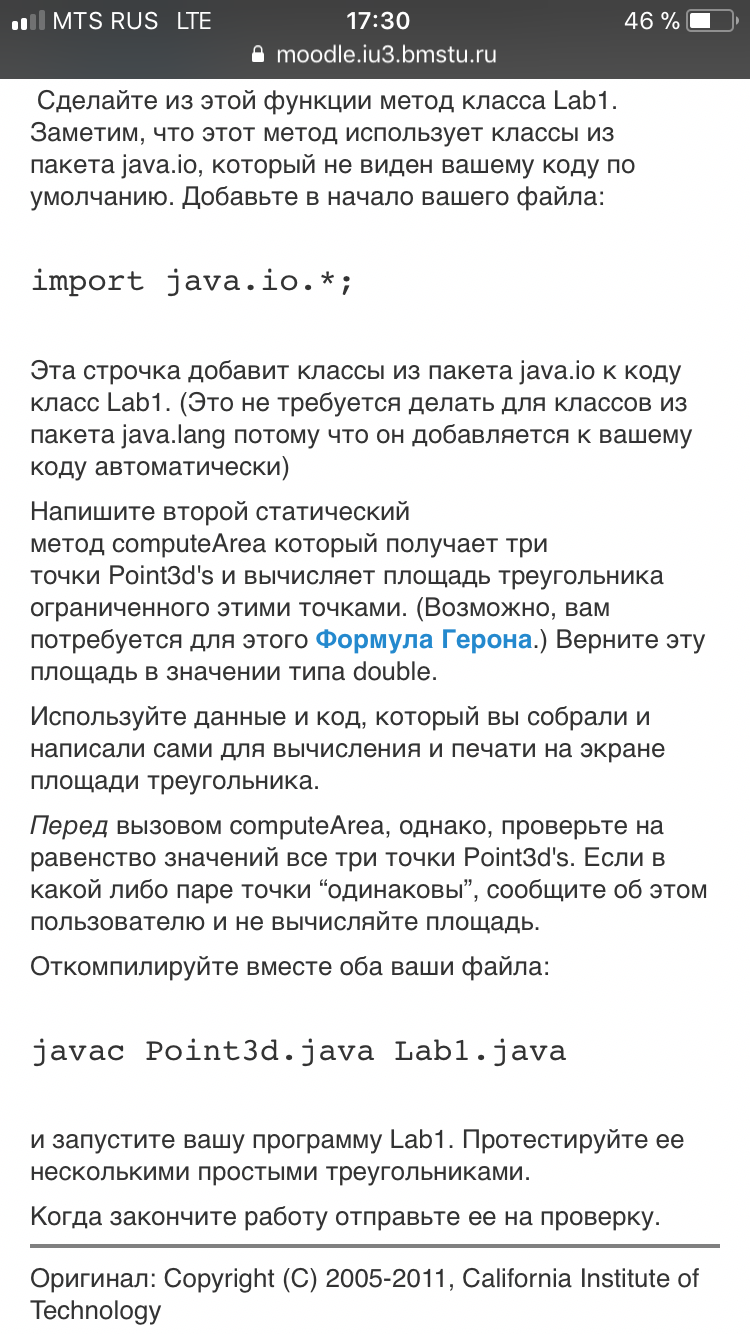 MTS RUS LTE 17:30 46 %
moodle.iu3.bmstu.ru
Сделайте из этой функции метод класса Lab1.
Заметим, что этот метод использует классы из
пакета java.io, который не виден вашему коду по
умолчанию. Добавьте в начало вашего файла:
import java.io.*;
Эта строчка добавит классы из пакета java.io к коду
класс Lab1. (Это не требуется делать для классов из
пакета java.lang потому что он добавляется к вашему
коду автоматически)
Напишите второй статический
метод computeArea который получает три
точки Point3d's и вычисляет площадь треугольника
ограниченного этими точками. (Возможно, вам
потребуется для этого Формула Герона.) Верните эту
площадь в значении типа double.
Используйте данные и код, который вы собрали и
написали сами для вычисления и печати на экране
площади треугольника.
Перед вызовом computeArea, однако, проверьте на
равенство значений все три точки Point3d's. Если в
какой либо паре точки “одинаковы”, сообщите об этом
пользователю и не вычисляйте площадь.
Откомпилируйте вместе оба ваши файла:
javac Point3d.java Lab1.java
и запустите вашу программу Lab1. Протестируйте ее
несколькими простыми треугольниками.
Когда закончите работу отправьте ее на проверку.
Оригинал: Copyright (C) 2005-2011, California Institute of
Technology